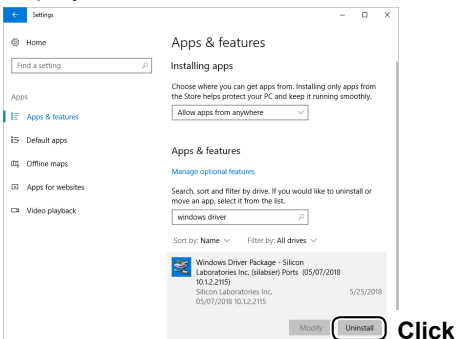 Settings
Home
Apps & features
Find a setting
Installing apps
Choose where you can get apps from. Installing only apps from
the Store helps protect your PC and keep it running smoothly.
Apps
Allow apps from anywhere
Apps & features
Default apps
Offline maps
Apps for websites
Video playback
Apps & features
Manage optional features
Search, sort and filter by drive. If you would like to uninstall or
move an app, select it from the list.
windows driver
Sort by: Name
Filter by: All drives
Windows Driver Package - Silicon
Laboratories Inc. (silabser) Ports (05/07/2018
10.1.2.2115)
Silicon Laboratories Inc.
5/25/2018
05/07/2018 10.1.2.2115
Modify
Uninstall
Click